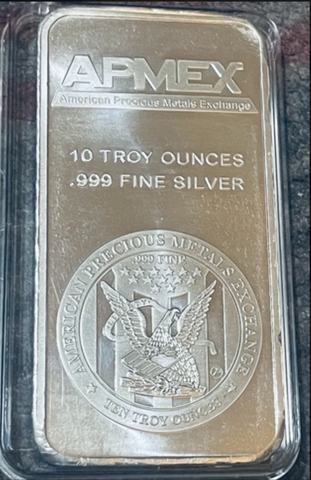 APMEX
American Precious Metals Exchange
10 TROY OUNCES
.999 FINE SILVER
AMERICAN PRECIOUS METALS EXCHANGE
.999 FINE
TEN TROY OUNCES